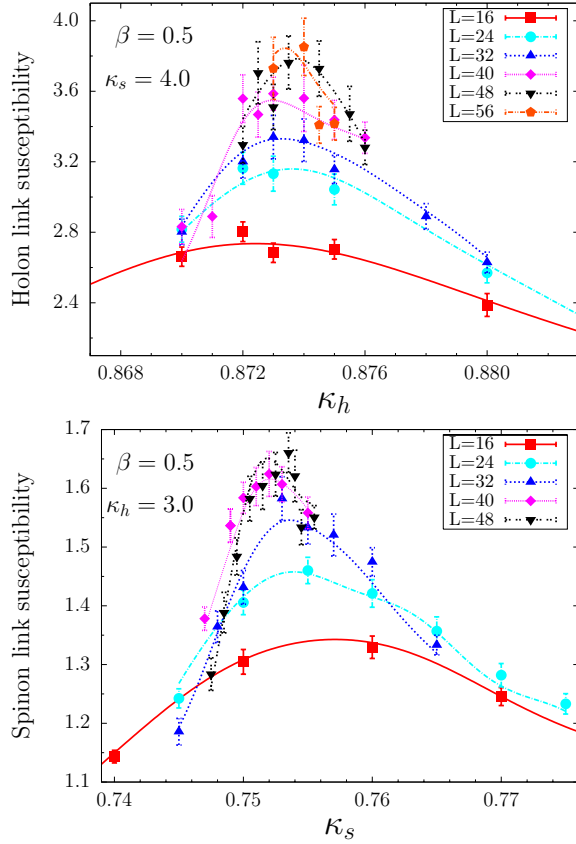 4.0
3.6
3.2
2.8
2.4
Holon link susceptibility
β = 0.5
κs = 4.0
L=16
L=24
L=32
L=40
L=48
L=56
0.868 0.872 0.876 0.880
κh
1.7
1.6
1.5
1.4
1.3
1.2
1.1
Spinon link susceptibility
β = 0.5
κh = 3.0
L=16
L=24
L=32
L=40
L=48
0.74 0.75 0.76 0.77
κs